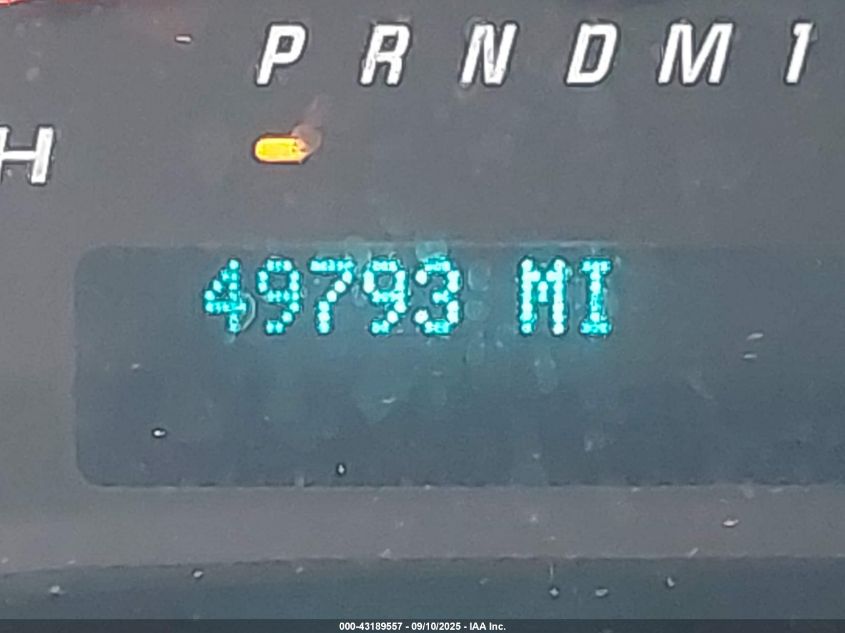 P R N D M 1
H
49793 MI
000-43189557 - 09/10/2025 - IAA Inc.